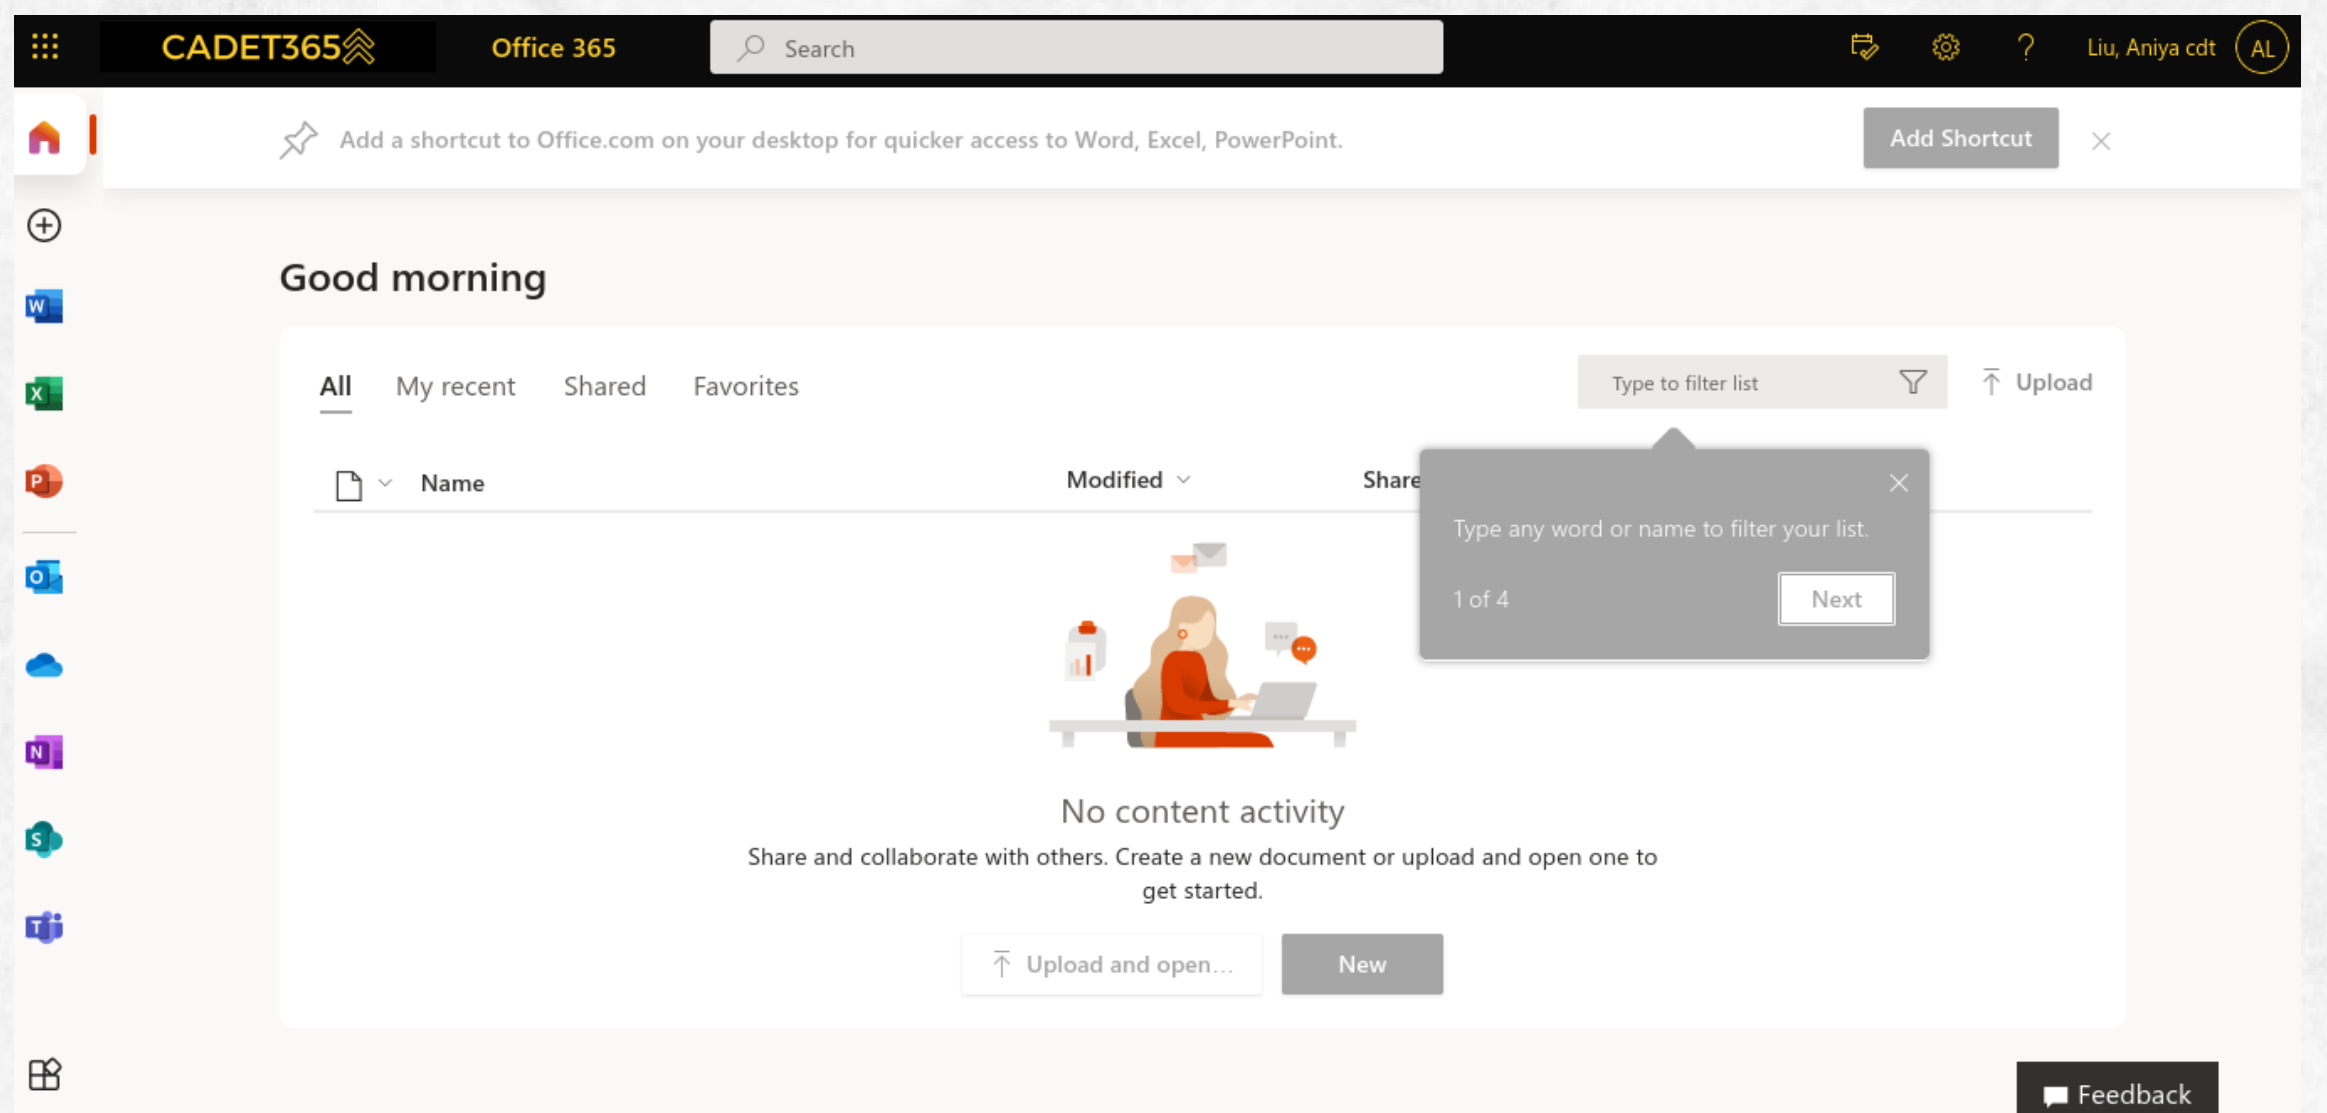 CADET365
Office 365
Search
Liu, Aniya cdt
AL
Add a shortcut to Office.com on your desktop for quicker access to Word, Excel, PowerPoint.
Add Shortcut
Good morning
All
My recent
Shared
Favorites
Type to filter list
Upload
Name
Modified
Share
Type any word or name to filter your list.
1 of 4
Next
No content activity
Share and collaborate with others. Create a new document or upload and open one to
get started.
Upload and open...
New
Feedback
W
X
P
O
N
S
T